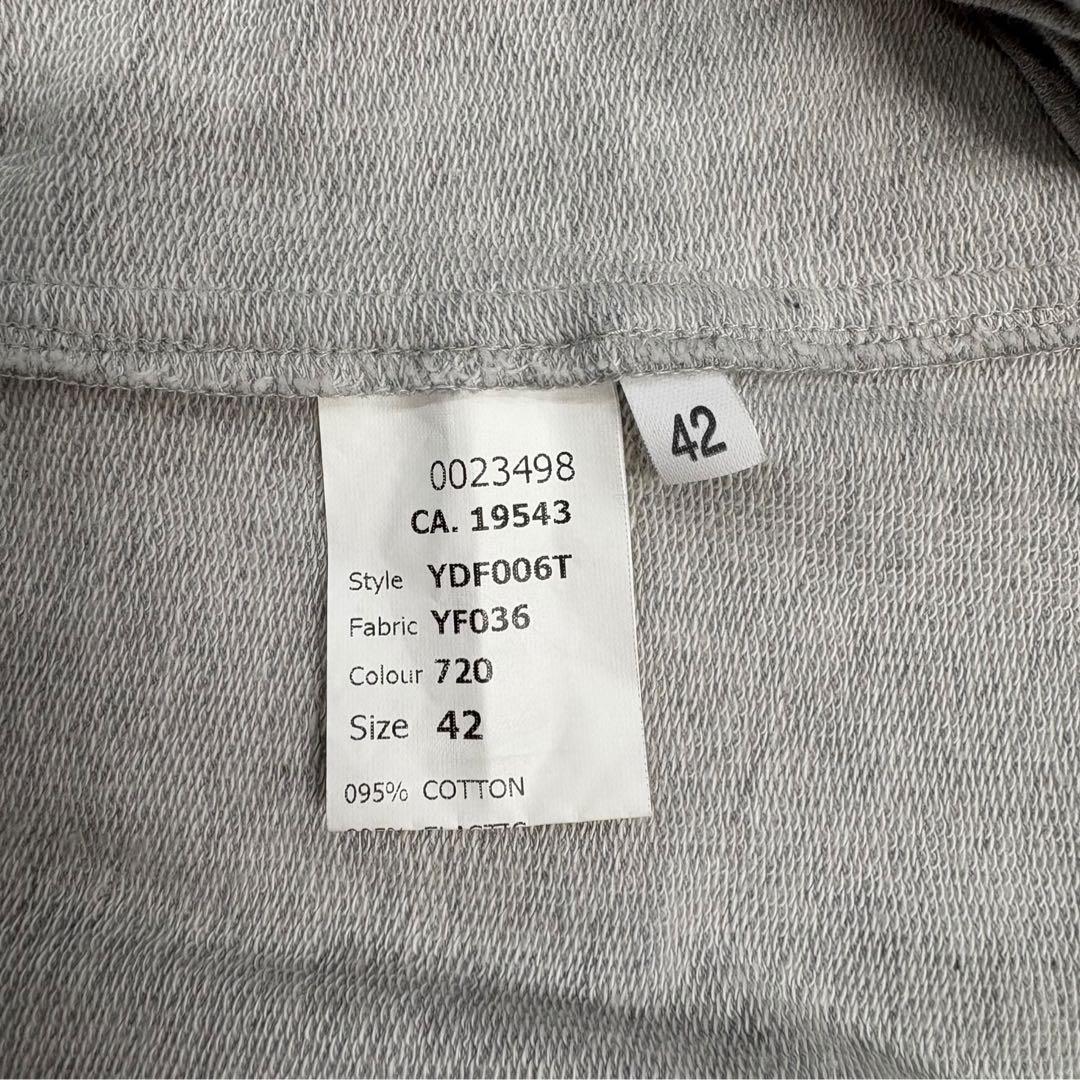 42
0023498
CA. 19543
Style YDF006T
Fabric YF036
Colour 720
Size 42
095% COTTON